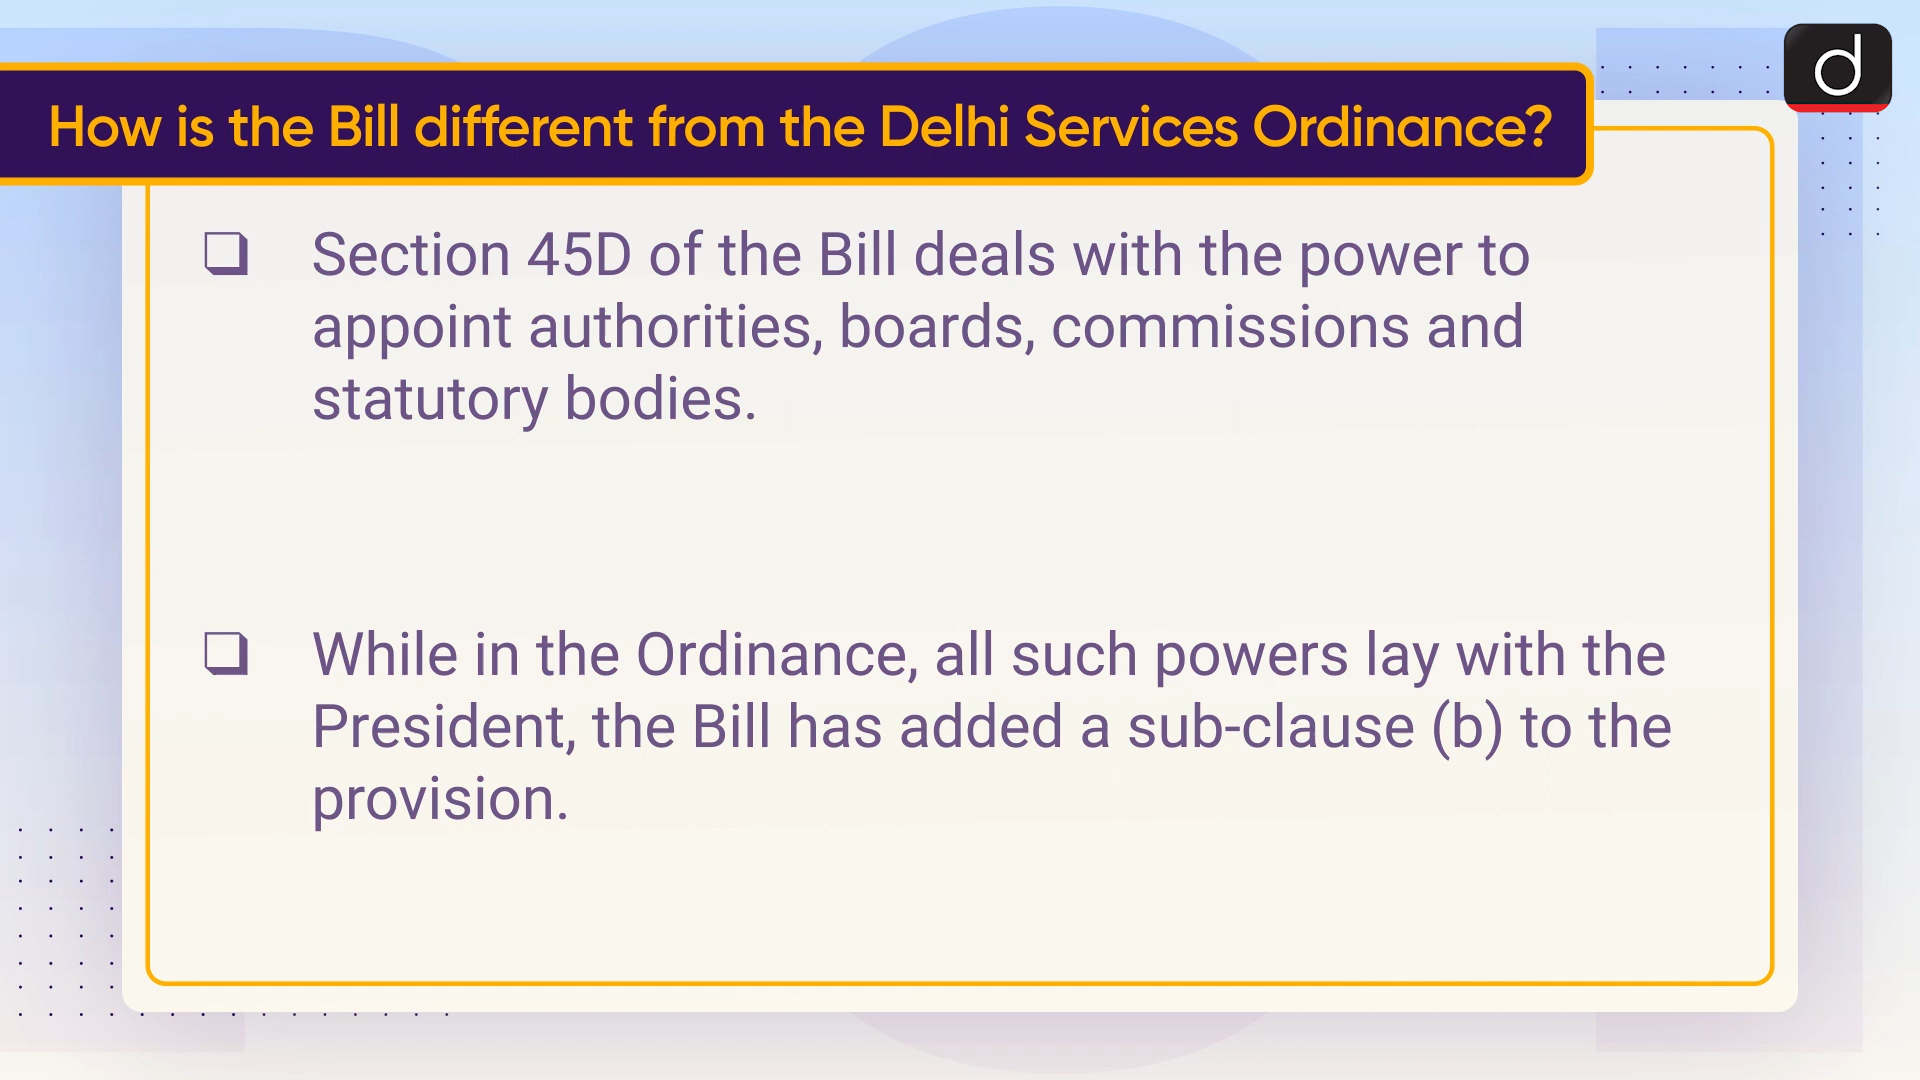 How is the Bill different from the Delhi Services Ordinance?
d
❑ Section 45D of the Bill deals with the power to
appoint authorities, boards, commissions and
statutory bodies.
❑ While in the Ordinance, all such powers lay with the
President, the Bill has added a sub-clause (b) to the
provision.